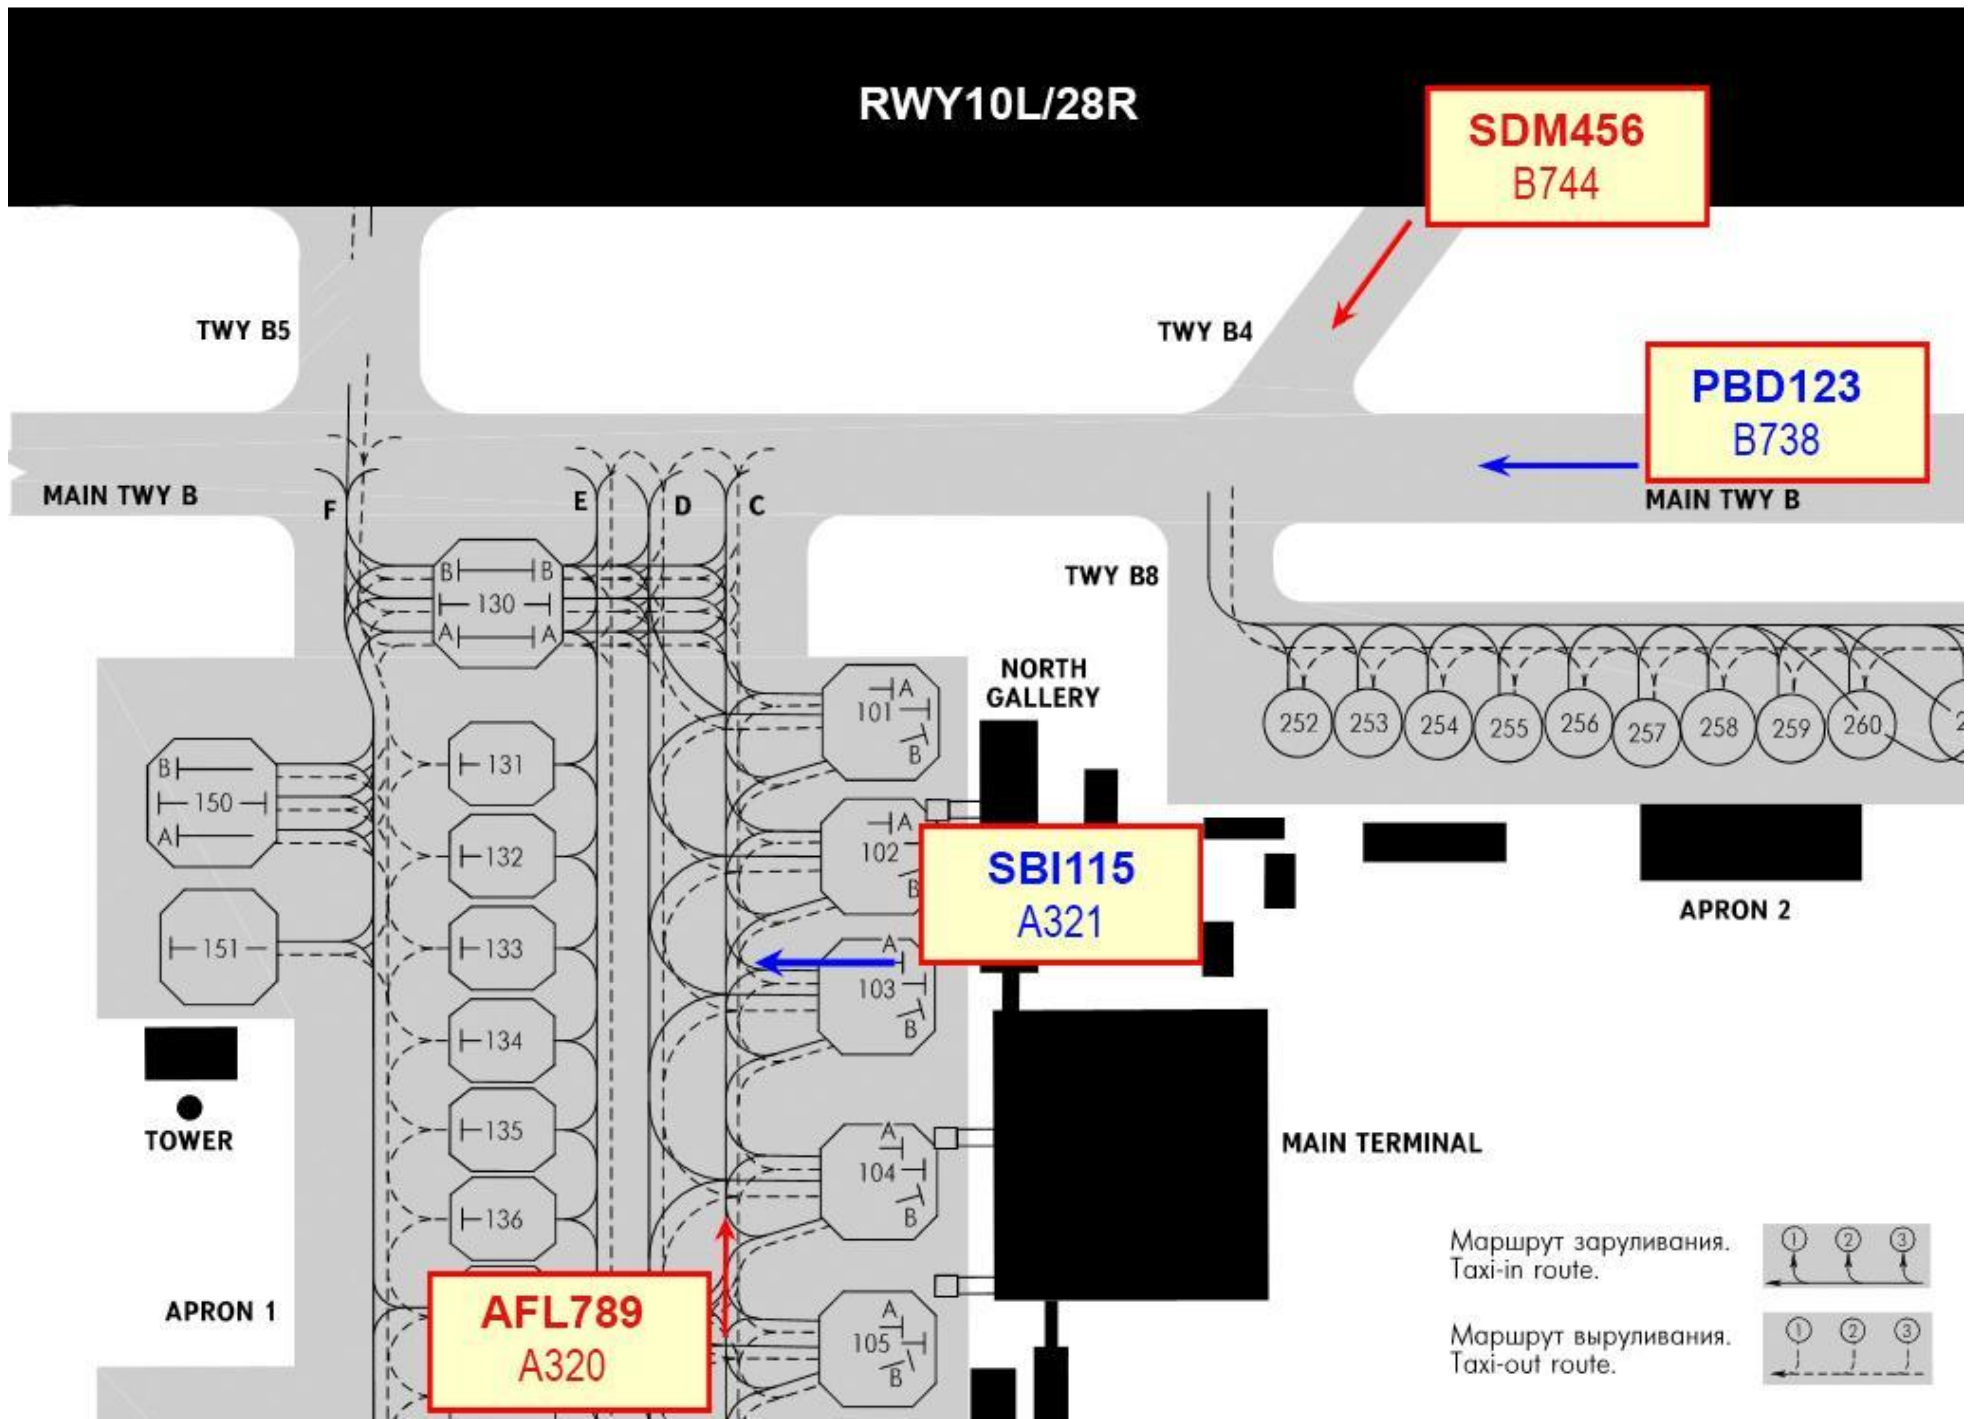 RWY10L/28R
SDM456
B744
TWY B5
TWY B4
PBD123
B738
MAIN TWY B
F
E
D
C
MAIN TWY B
TWY B8
B B
130
A A
NORTH
GALLERY
A
101
B
252 253 254 255 256 257 258 259 260
131
B
150
A
132
A
102
B
SBI115
A321
APRON 2
151
133
A
103
B
134
TOWER
135
A
104
B
MAIN TERMINAL
136
Маршрут заруливания.
Taxi-in route.
1 2 3
APRON 1
AFL789
A320
A
105
B
Маршрут выруливания.
Taxi-out route.
1 2 3